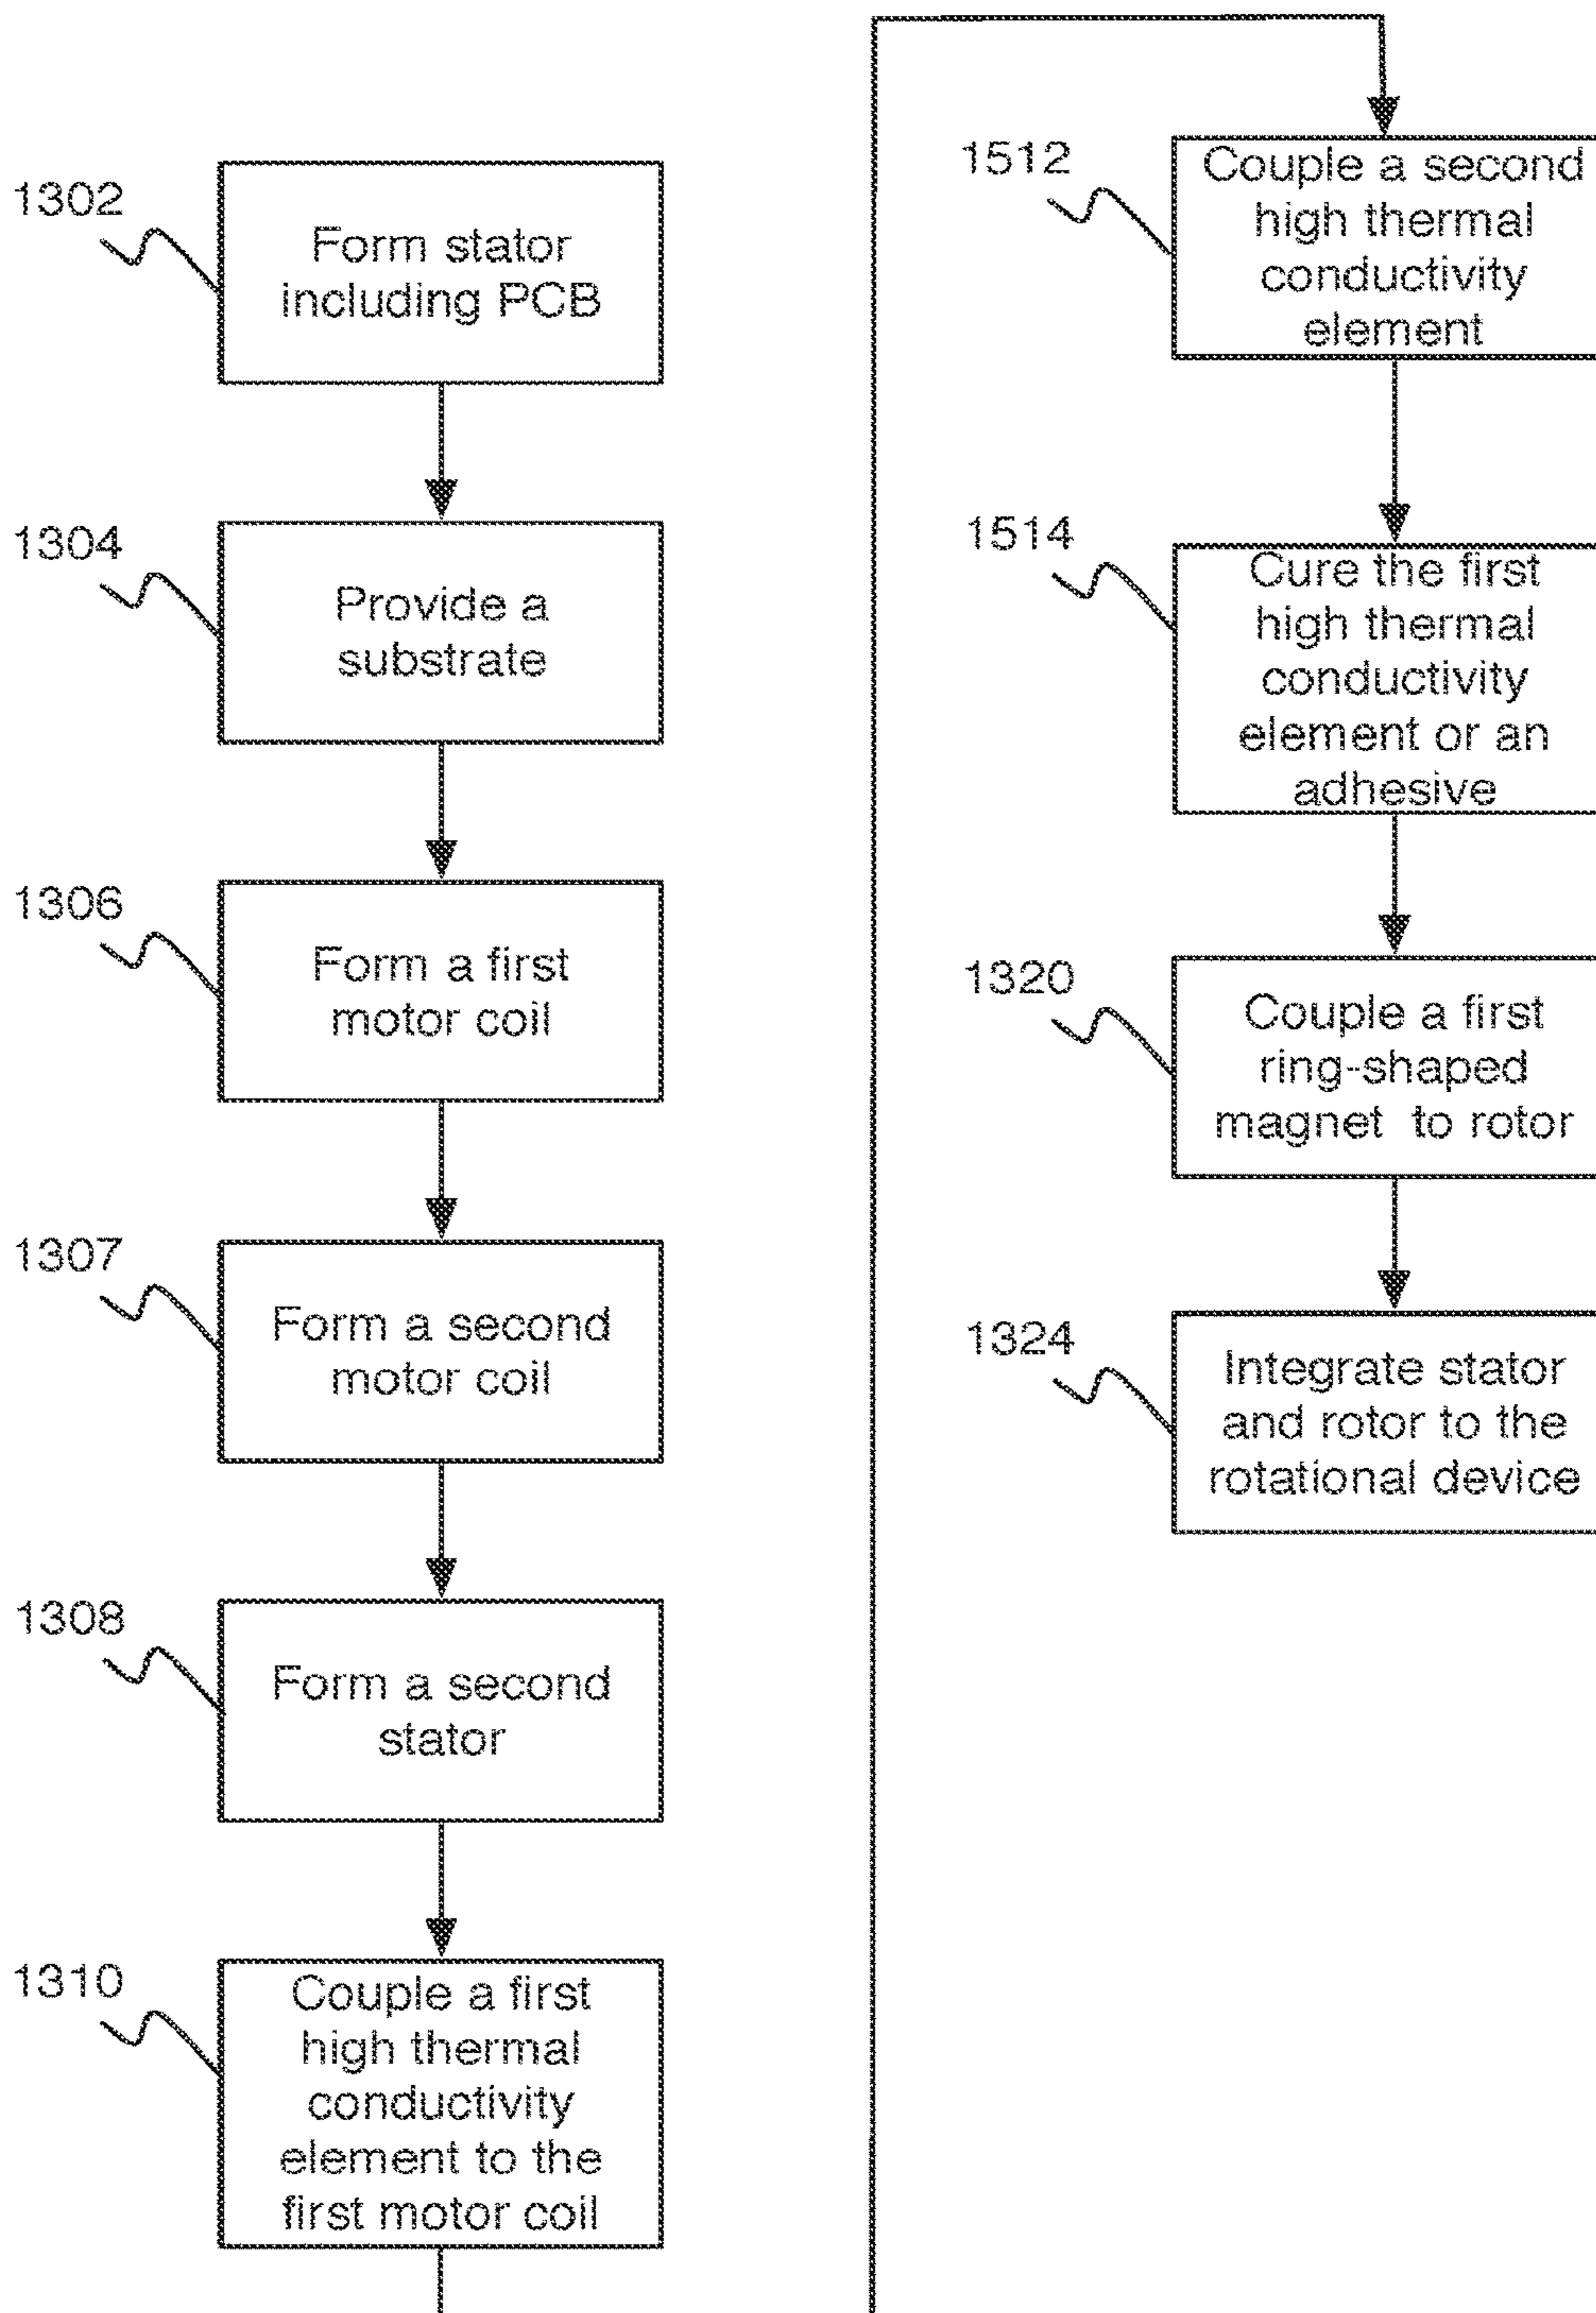 1302
Form stator
including PCB
1304
Provide a
substrate
1306
Form a first
motor coil
1307
Form a second
motor coil
1308
Form a second
stator
1310
Couple a first
high thermal
conductivity
element to the
first motor coil
1512
Couple a second
high thermal
conductivity
element
1514
Cure the first
high thermal
conductivity
element or an
adhesive
1320
Couple a first
ring-shaped
magnet to rotor
1324
Integrate stator
and rotor to the
rotational device